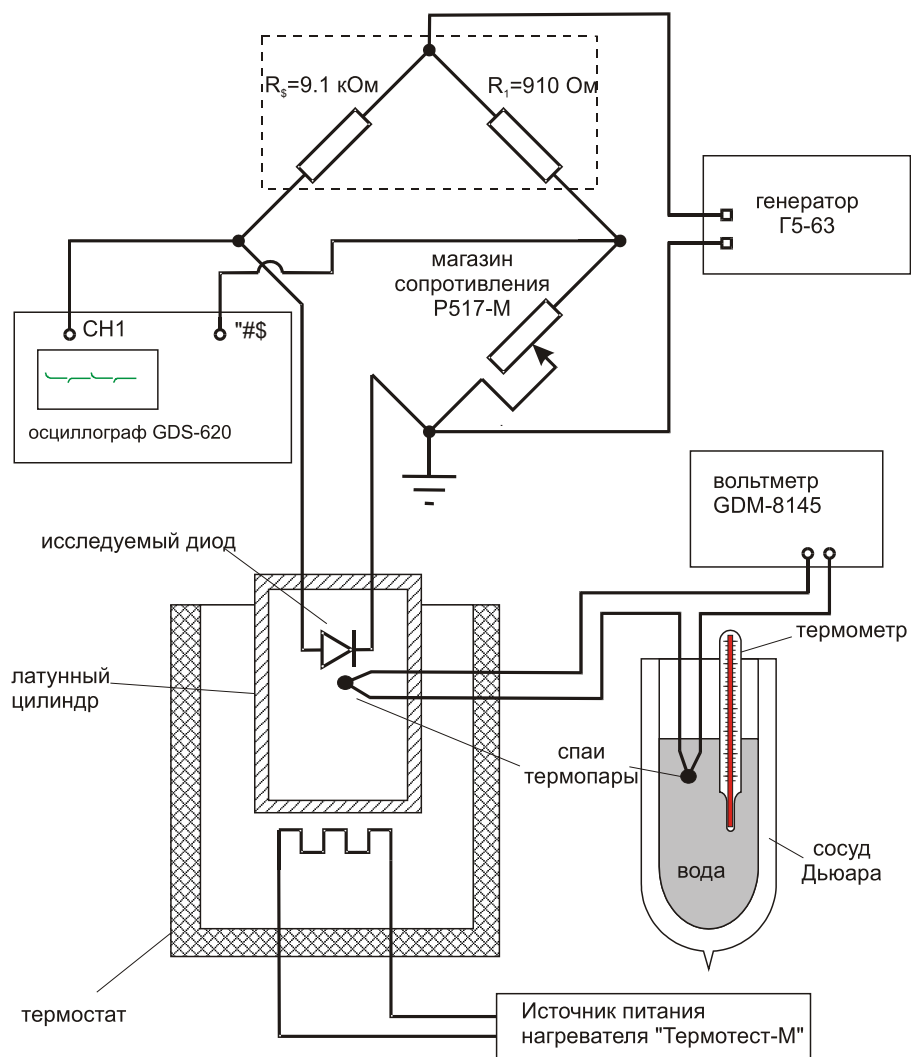 R$=9.1 кОм
R1=910 Ом
генератор
Г5-63
магазин
сопротивления
Р517-М
CH1
"#$
осциллограф GDS-620
вольтметр
GDM-8145
исследуемый диод
термометр
латунный
цилиндр
спаи
термопары
вода
сосуд
Дьюара
термостат
Источник питания
нагревателя "Термотест-М"